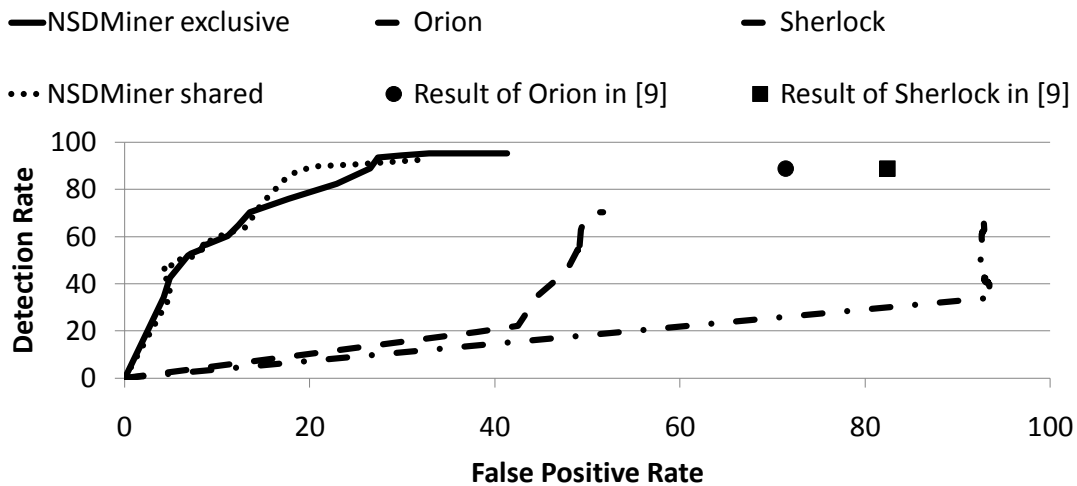 NSDMiner exclusive
Orion
Sherlock
NSDMiner shared
Result of Orion in [9]
Result of Sherlock in [9]
100
80
60
40
20
0
Detection Rate
0 20 40 60 80 100
False Positive Rate